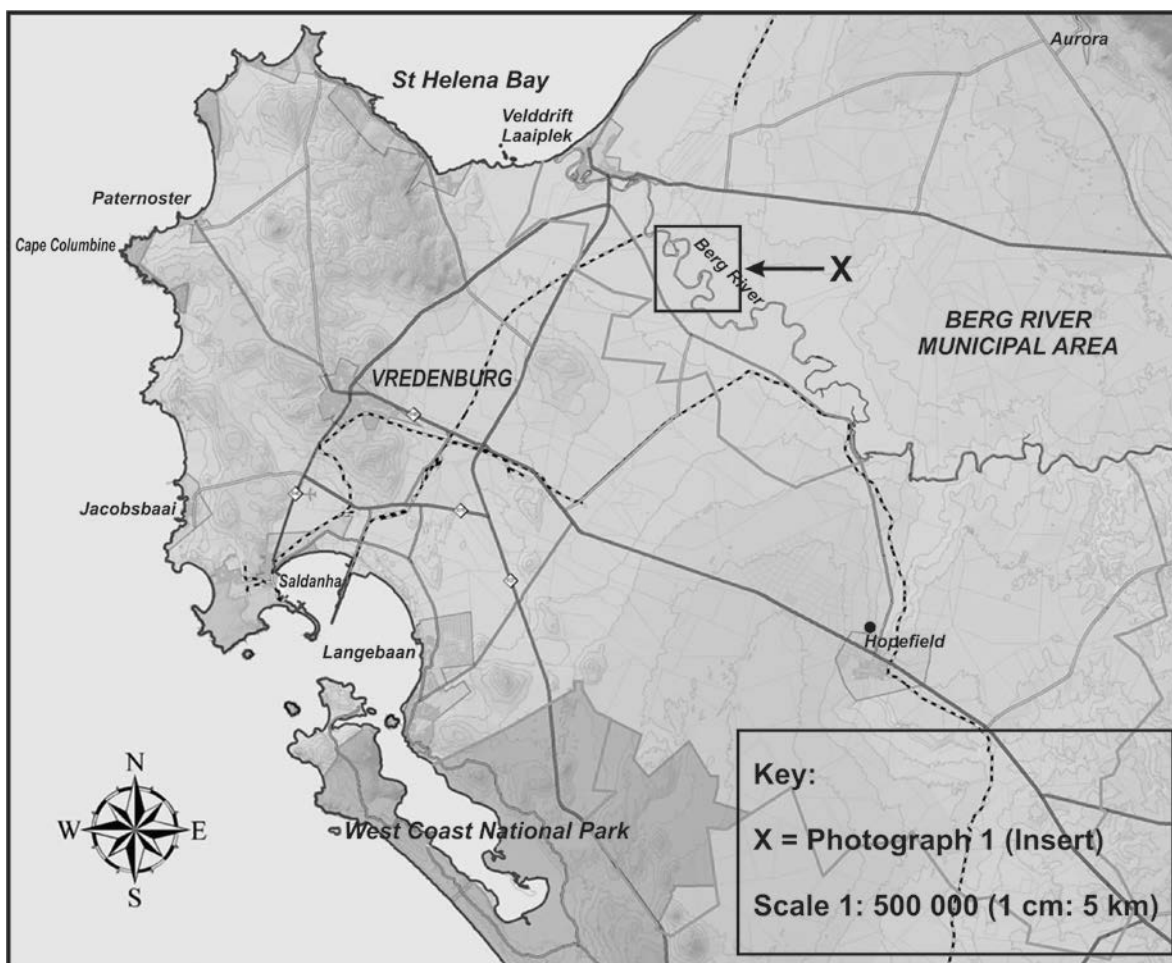 Aurora
St Helena Bay
Velddrift
Laaiplek
Paternoster
Cape Columbine
Berg River
X
BERG RIVER
MUNICIPAL AREA
VREDENBURG
Jacobsbaai
Saldanha
Hopefield
Langebaan
Key:
X = Photograph 1 (Insert)
Scale 1: 500 000 (1 cm: 5 km)
West Coast National Park
N
W
E
S